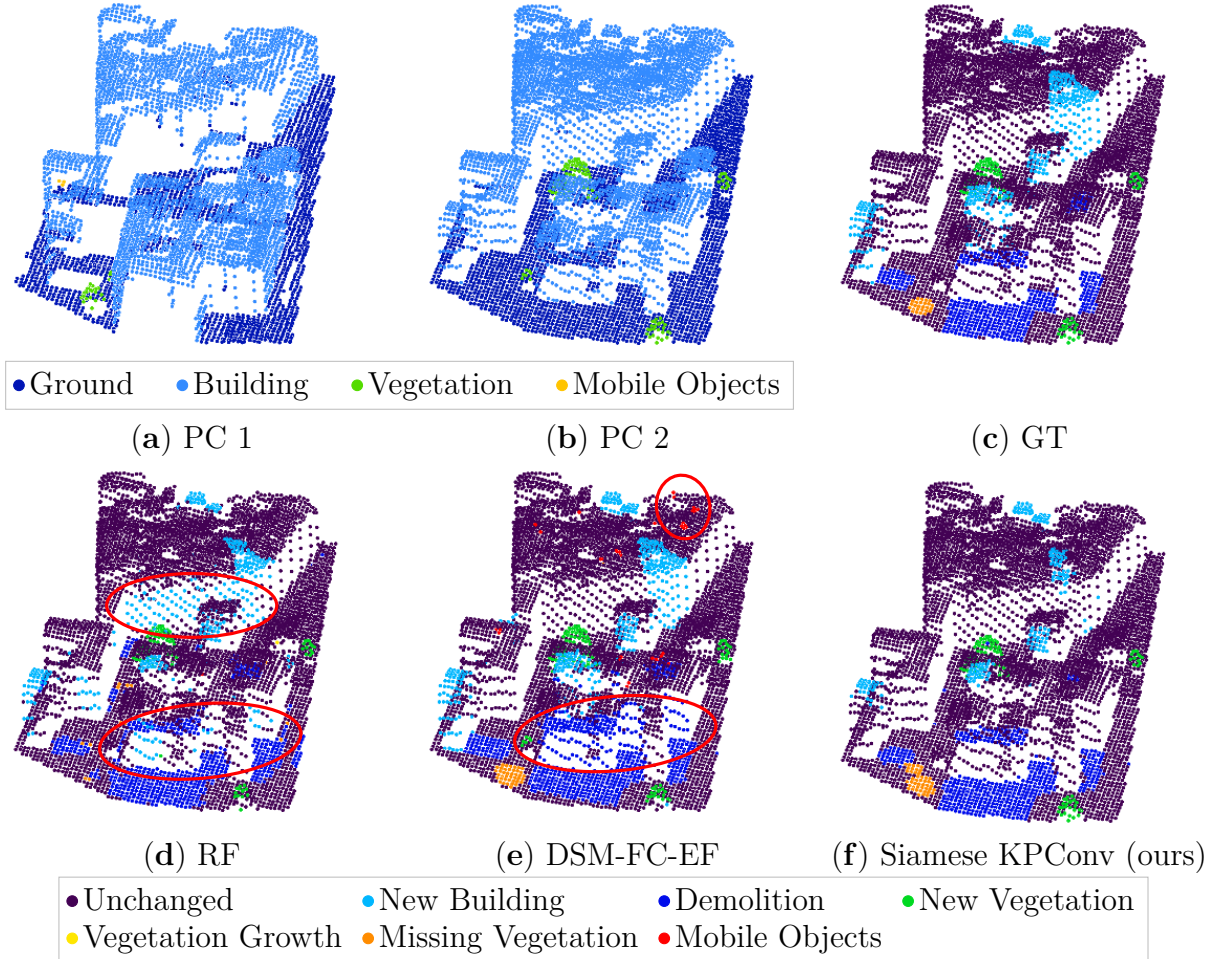 Ground Building Vegetation Mobile Objects
(a) PC 1 (b) PC 2 (c) GT
(d) RF (e) DSM-FC-EF (f) Siamese KPConv (ours)
Unchanged New Building Demolition New Vegetation
Vegetation Growth Missing Vegetation Mobile Objects